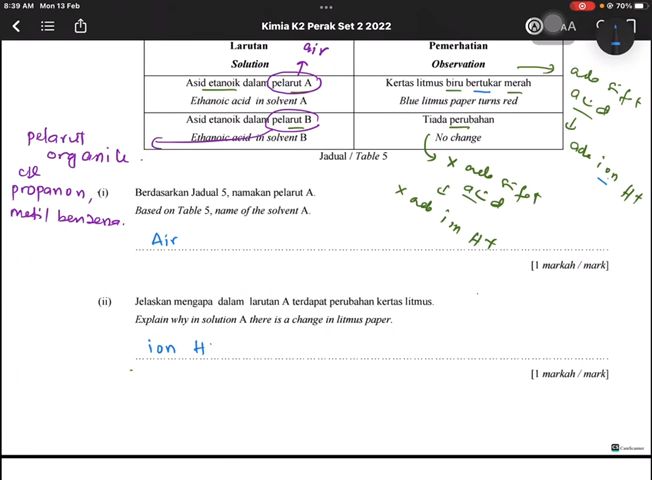 8:39 AM Mon 13 Feb
70%
Kimia K2 Perak Set 2 2022
AA
Larutan
Solution
air
Pemerhatian
Observation
Asid etanoik dalam pelarut A
Ethanoic acid in solvent A
Kertas litmus biru bertukar merah
Blue litmus paper turns red
Asid etanoik dalam pelarut B
Ethanoic acid in solvent B
Tiada perubahan
No change
Jadual / Table 5
ada sifat
acid
ada ion H+
x ada sifat
acid
x ada ion H+
pelarut
organik
propanon,
metil benzena.
(i) Berdasarkan Jadual 5, namakan pelarut A.
Based on Table 5, name of the solvent A.
Air
[1 markah / mark]
(ii) Jelaskan mengapa dalam larutan A terdapat perubahan kertas litmus.
Explain why in solution A there is a change in litmus paper.
ion H
[1 markah / mark]
CS CamScanner